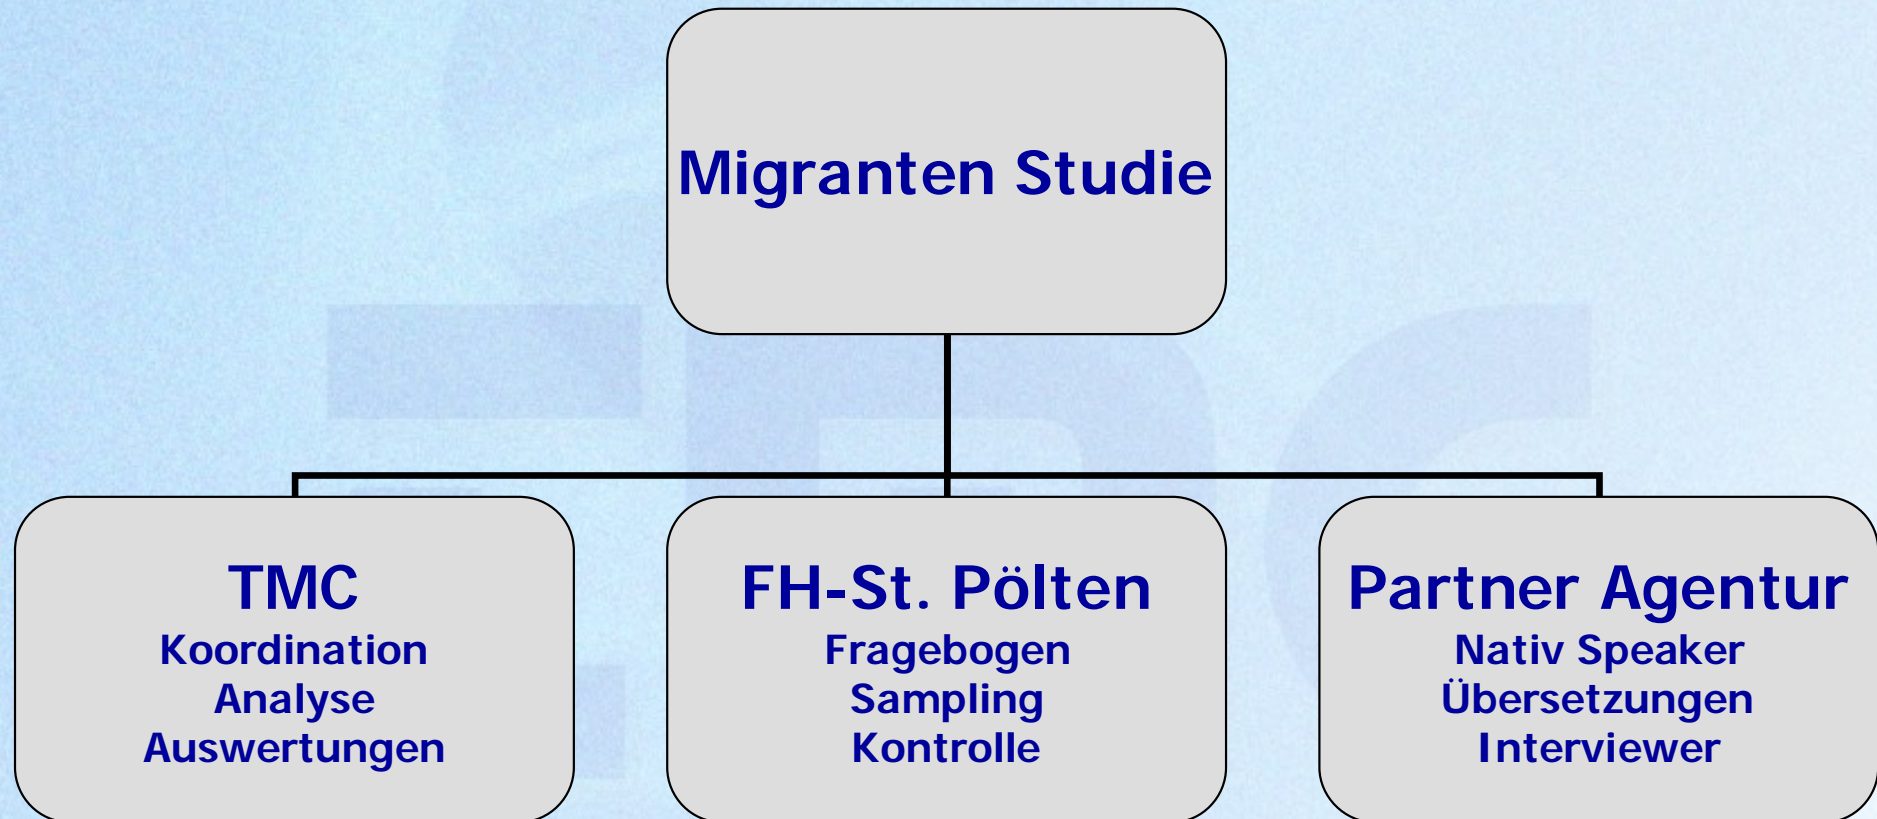 Migranten Studie
TMC
Koordination
Analyse
Auswertungen
FH-St. Pölten
Fragebogen
Sampling
Kontrolle
Partner Agentur
Nativ Speaker
Übersetzungen
Interviewer